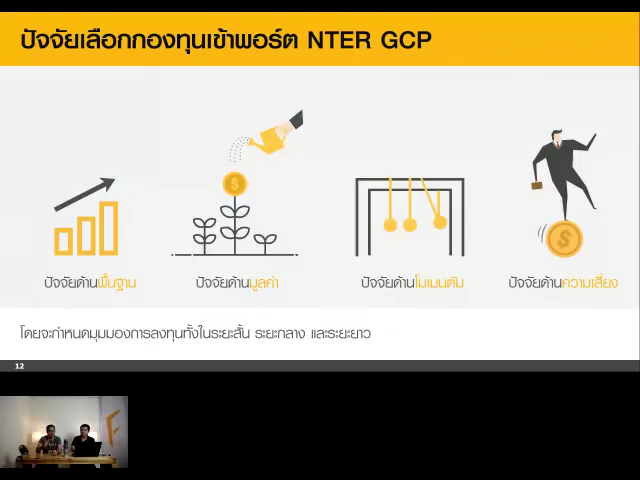 ปัจจัยเลือกกองทุนเข้าพอร์ต NTER GCP
ปัจจัยด้านพื้นฐาน
ปัจจัยด้านมูลค่า
ปัจจัยด้านโมเมนตัม
ปัจจัยด้านความเสี่ยง
โดยจะกำหนดมุมมองการลงทุนทั้งในระยะสั้น ระยะกลาง และระยะยาว
12